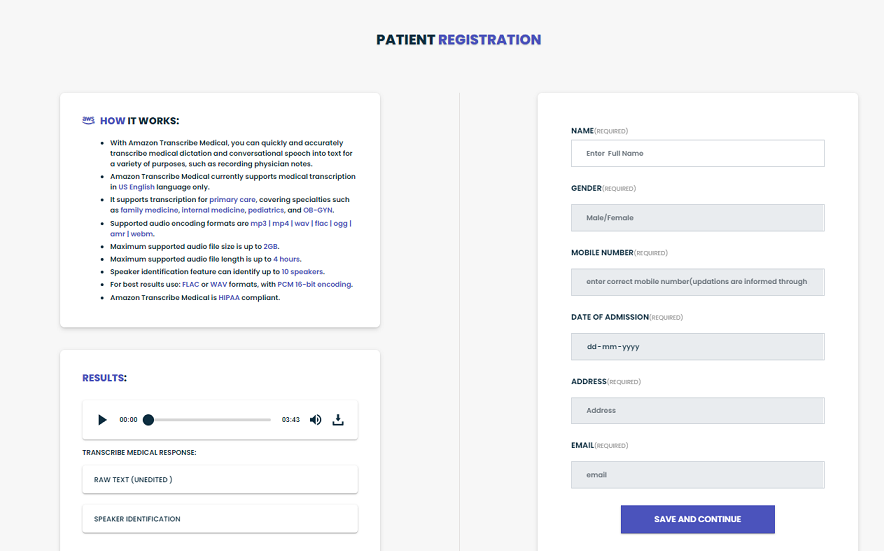 PATIENT REGISTRATION
aws HOW IT WORKS:
• With Amazon Transcribe Medical, you can quickly and accurately
transcribe medical dictation and conversational speech into text for
a variety of purposes, such as recording physician notes.
• Amazon Transcribe Medical currently supports medical transcription
in US English language only.
• It supports transcription for primary care, covering specialties such
as family medicine, internal medicine, pediatrics, and OB-GYN.
• Supported audio encoding formats are mp3 | mp4 | wav | flac | ogg |
amr | webm.
• Maximum supported audio file size is up to 2GB.
• Maximum supported audio file length is up to 4 hours.
• Speaker identification feature can identify up to 10 speakers.
• For best results use: FLAC or WAV formats, with PCM 16-bit encoding.
• Amazon Transcribe Medical is HIPAA compliant.
RESULTS:
00:00 03:43
TRANSCRIBE MEDICAL RESPONSE:
RAW TEXT (UNEDITED )
SPEAKER IDENTIFICATION
NAME(REQUIRED)
Enter Full Name
GENDER(REQUIRED)
Male/Female
MOBILE NUMBER(REQUIRED)
enter correct mobile number(updations are informed through
DATE OF ADMISSION(REQUIRED)
dd-mm-yyyy
ADDRESS(REQUIRED)
Address
EMAIL(REQUIRED)
email
SAVE AND CONTINUE